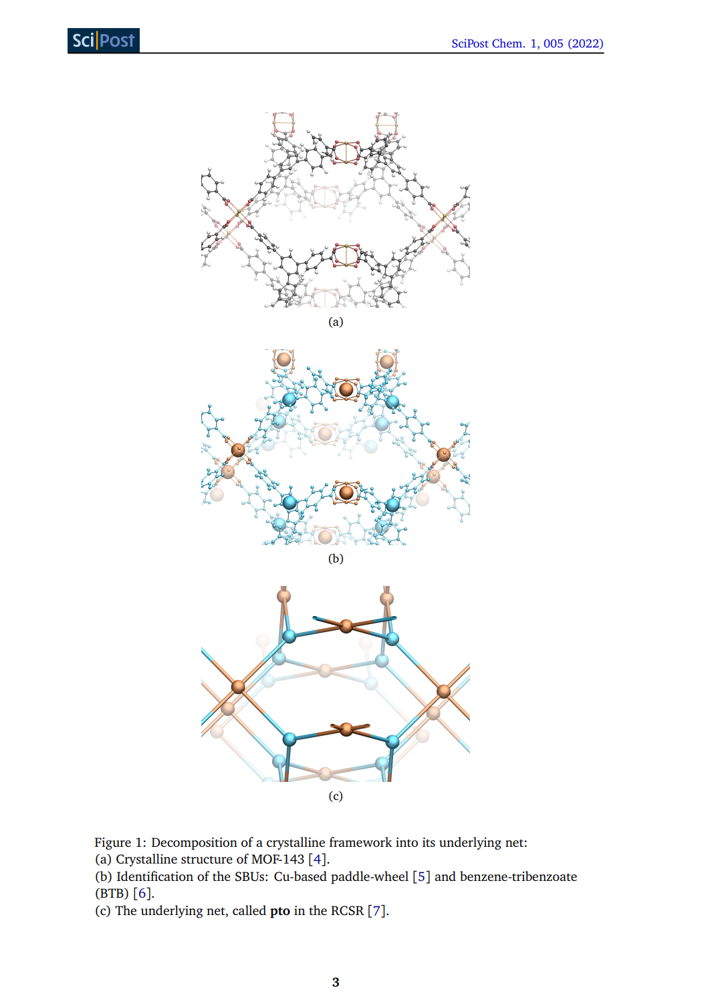 Sci|Post
SciPost Chem. 1, 005 (2022)
(a)
(b)
(c)
Figure 1: Decomposition of a crystalline framework into its underlying net:
(a) Crystalline structure of MOF-143 [4].
(b) Identification of the SBUs: Cu-based paddle-wheel [5] and benzene-tribenzoate
(BTB) [6].
(c) The underlying net, called pto in the RCSR [7].
3